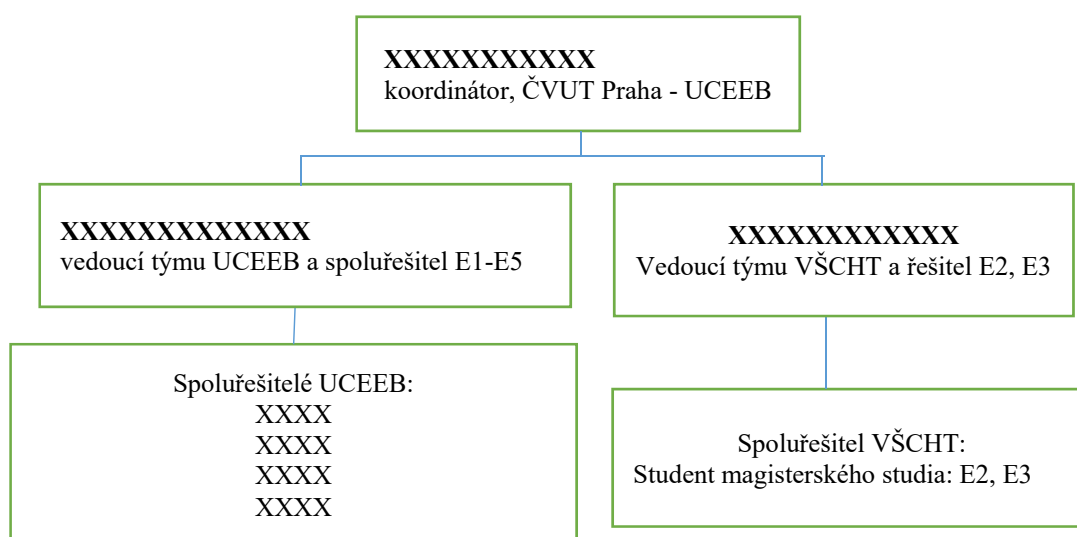 XXXXXXXXXXX
koordinátor, ČVUT Praha - UCEEB
XXXXXXXXXXXXX
vedoucí týmu UCEEB a spoluřešitel E1-E5
XXXXXXXXXXXX
Vedoucí týmu VŠCHT a řešitel E2, E3
Spoluřešitelé UCEEB:
XXXX
XXXX
XXXX
XXXX
Spoluřešitel VŠCHT:
Student magisterského studia: E2, E3